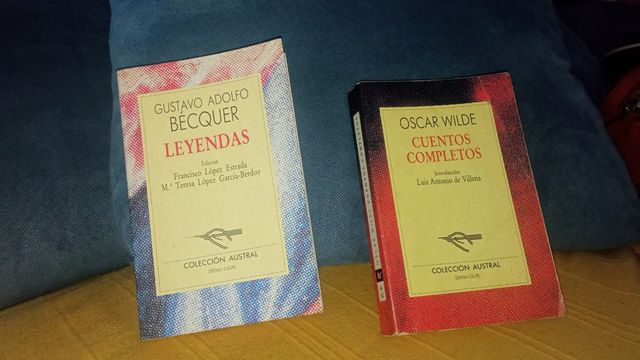 GUSTAVO ADOLFO
BECQUER
LEYENDAS
Edición
Francisco López Estrada
M.ª Teresa López García-Berdoy
COLECCIÓN AUSTRAL
ESPASA CALPE
OSCAR WILDE
CUENTOS
COMPLETOS
Introducción
Luis Antonio de Villena
COLECCIÓN AUSTRAL
ESPASA CALPE